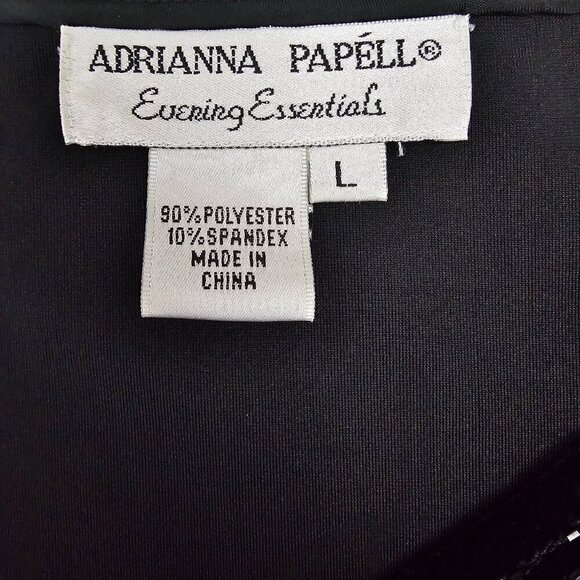 ADRIANNA PAPÉLL®
Evening Essentials
L
90% POLYESTER
10% SPANDEX
MADE IN
CHINA